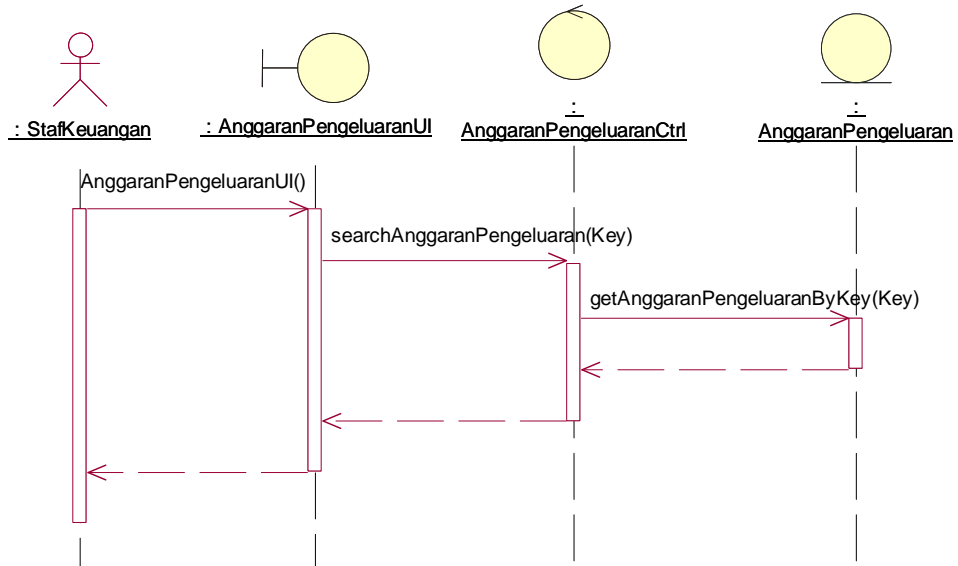 : StafKeuangan
: AnggaranPengeluaranUI
:
AnggaranPengeluaranCtrl
:
AnggaranPengeluaran
AnggaranPengeluaranUI()
searchAnggaranPengeluaran(Key)
getAnggaranPengeluaranByKey(Key)